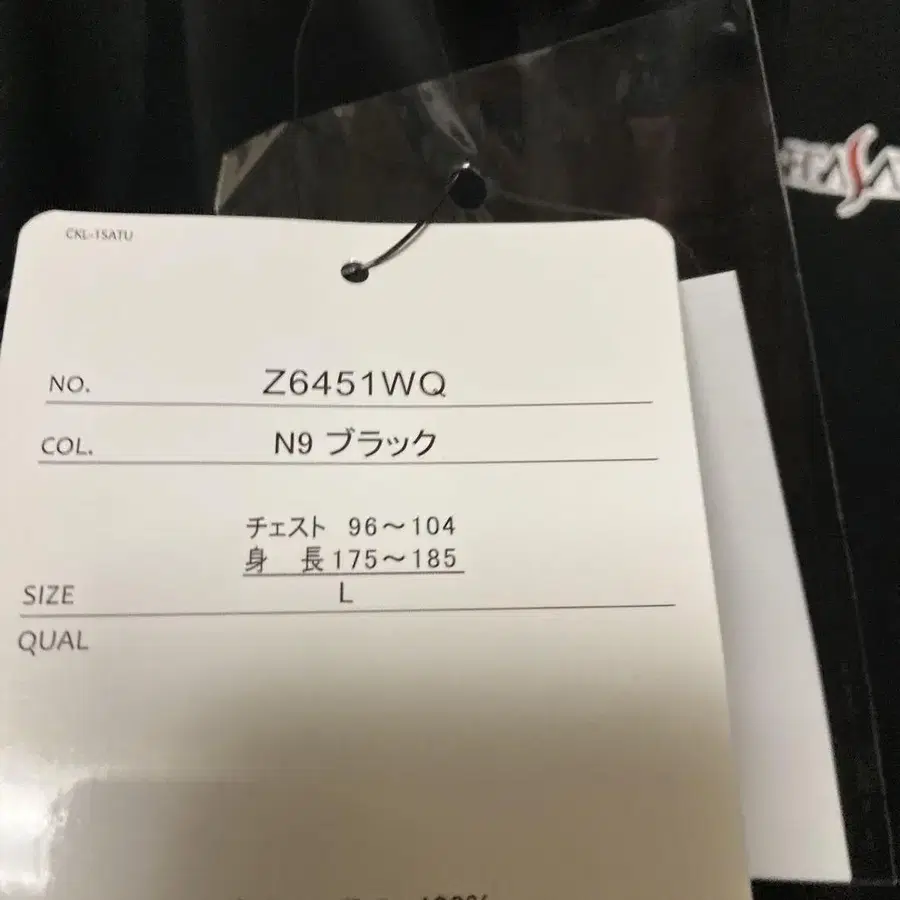 CKL-1SATU
NO. Z6451WQ
COL. N9 ブラック
チェスト 96～104
身 長 175～185
SIZE L
QUAL